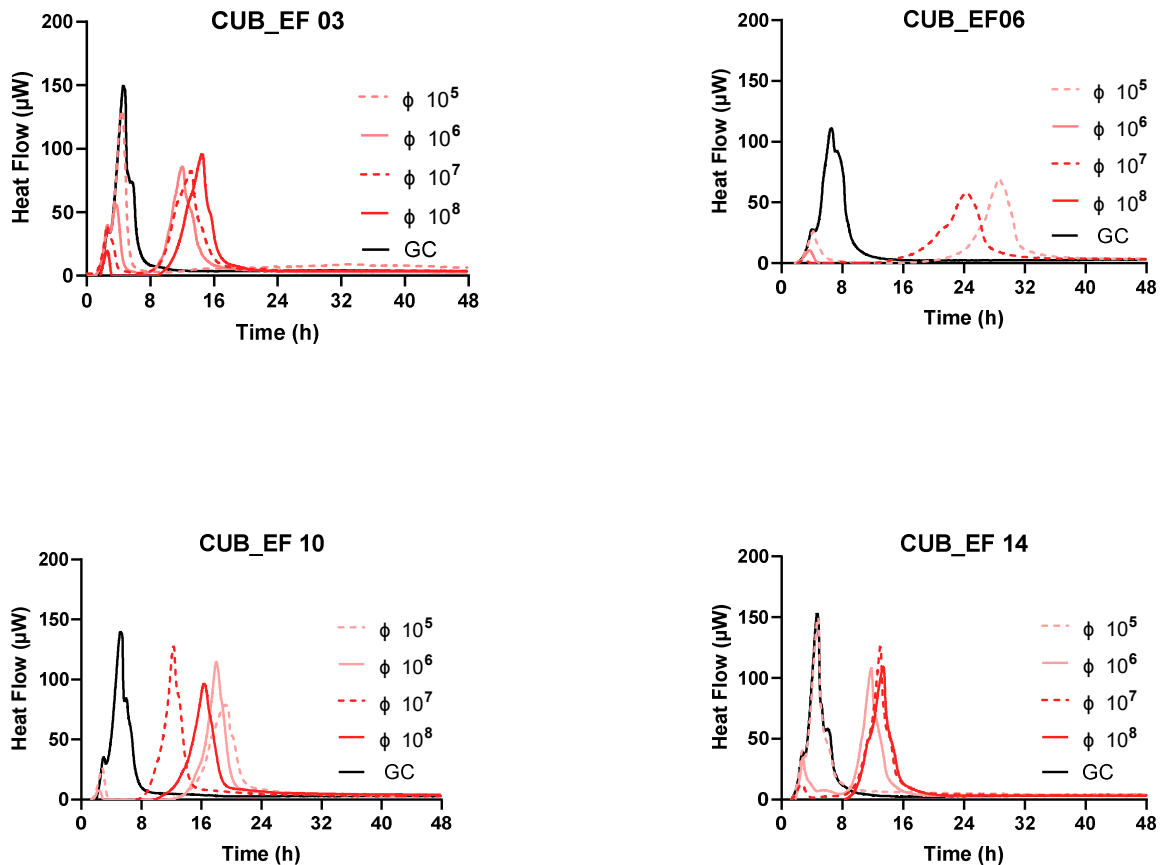 CUB_EF 03
200
150
100
50
0
Heat Flow (µW)
0 8 16 24 32 40 48
Time (h)
ϕ 10⁵
ϕ 10⁶
ϕ 10⁷
ϕ 10⁸
GC
CUB_EF06
200
150
100
50
0
Heat Flow (µW)
0 8 16 24 32 40 48
Time (h)
ϕ 10⁵
ϕ 10⁶
ϕ 10⁷
ϕ 10⁸
GC
CUB_EF 10
200
150
100
50
0
Heat Flow (µW)
0 8 16 24 32 40 48
Time (h)
ϕ 10⁵
ϕ 10⁶
ϕ 10⁷
ϕ 10⁸
GC
CUB_EF 14
200
150
100
50
0
Heat Flow (µW)
0 8 16 24 32 40 48
Time (h)
ϕ 10⁵
ϕ 10⁶
ϕ 10⁷
ϕ 10⁸
GC